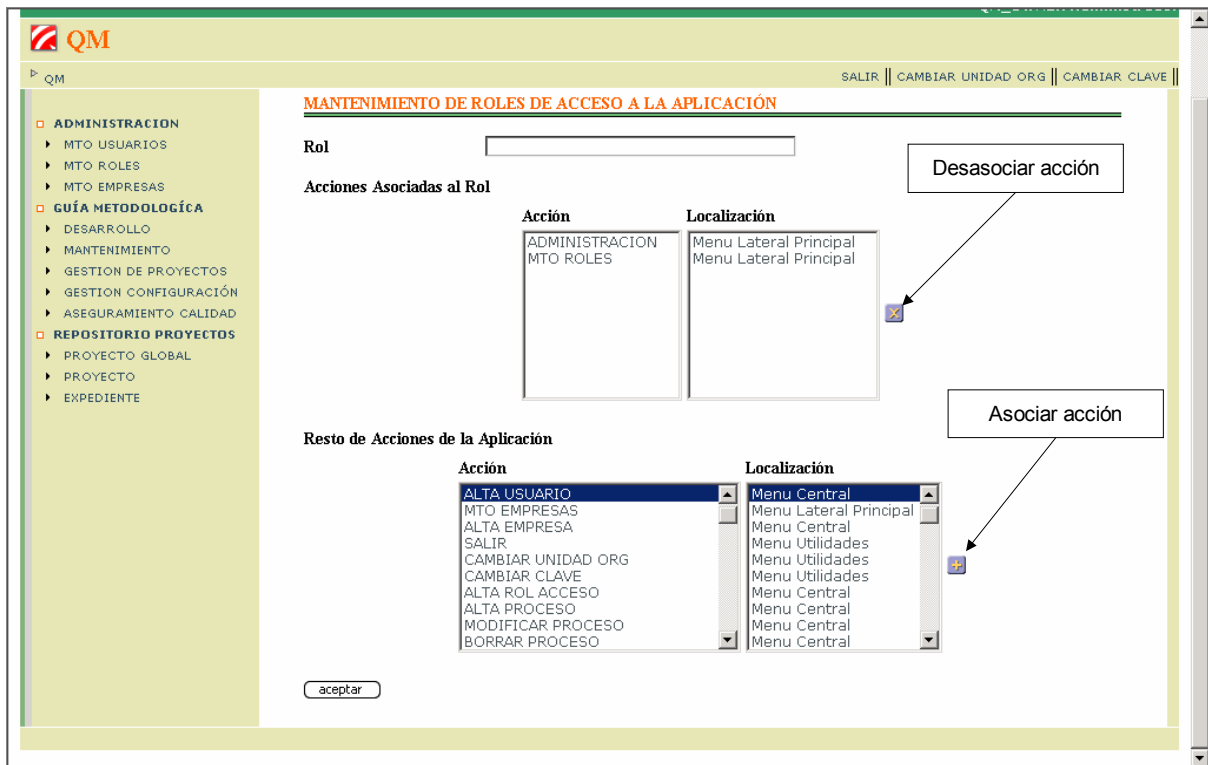 QM
QM
SALIR || CAMBIAR UNIDAD ORG || CAMBIAR CLAVE ||
ADMINISTRACION
MTO USUARIOS
MTO ROLES
MTO EMPRESAS
GUÍA METODOLOGÍCA
DESARROLLO
MANTENIMIENTO
GESTION DE PROYECTOS
GESTION CONFIGURACIÓN
ASEGURAMIENTO CALIDAD
REPOSITORIO PROYECTOS
PROYECTO GLOBAL
PROYECTO
EXPEDIENTE
MANTENIMIENTO DE ROLES DE ACCESO A LA APLICACIÓN
Rol
Desasociar acción
Acciones Asociadas al Rol
Acción Localización
ADMINISTRACION Menu Lateral Principal
MTO ROLES Menu Lateral Principal
Asociar acción
Resto de Acciones de la Aplicación
Acción Localización
ALTA USUARIO Menu Central
MTO EMPRESAS Menu Lateral Principal
ALTA EMPRESA Menu Central
SALIR Menu Utilidades
CAMBIAR UNIDAD ORG Menu Utilidades
CAMBIAR CLAVE Menu Utilidades
ALTA ROL ACCESO Menu Central
ALTA PROCESO Menu Central
MODIFICAR PROCESO Menu Central
BORRAR PROCESO Menu Central
aceptar